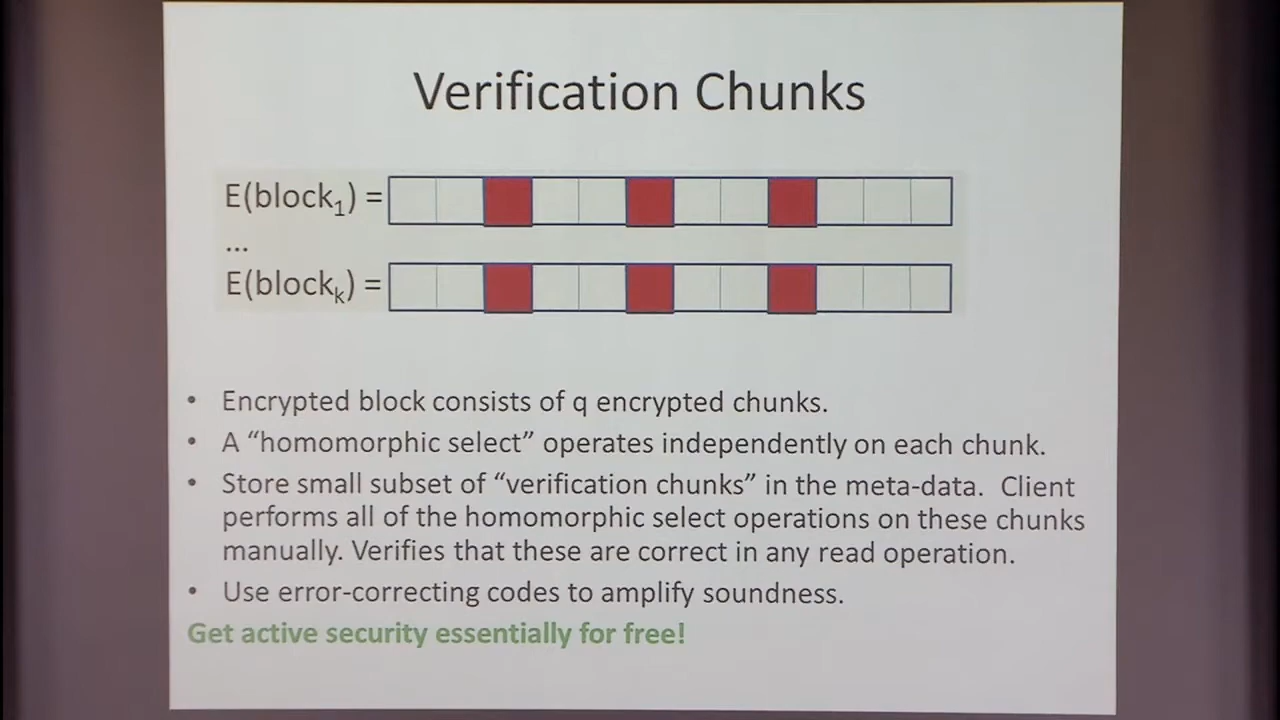 Verification Chunks
E(block₁) =
...
E(blockₖ) =
• Encrypted block consists of q encrypted chunks.
• A “homomorphic select” operates independently on each chunk.
• Store small subset of “verification chunks” in the meta-data. Client
performs all of the homomorphic select operations on these chunks
manually. Verifies that these are correct in any read operation.
• Use error-correcting codes to amplify soundness.
Get active security essentially for free!